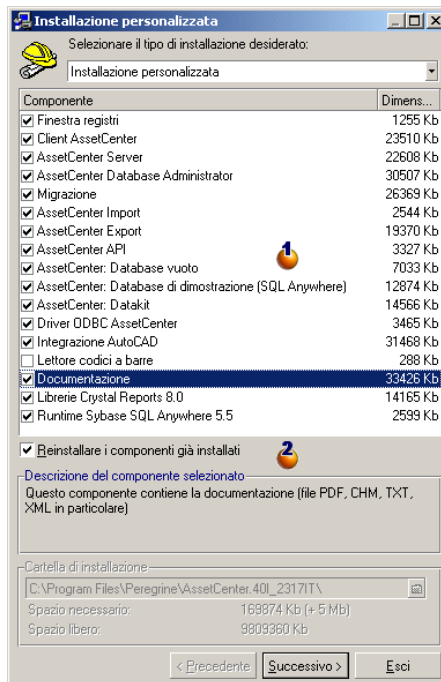 Installazione personalizzata
Selezionare il tipo di installazione desiderato:
Installazione personalizzata
Componente Dimens...
Finestra registri 1255 Kb
Client AssetCenter 23510 Kb
AssetCenter Server 22608 Kb
AssetCenter Database Administrator 30507 Kb
Migrazione 26369 Kb
AssetCenter Import 2544 Kb
AssetCenter Export 19370 Kb
AssetCenter API 3327 Kb
1
AssetCenter: Database vuoto 7033 Kb
AssetCenter: Database di dimostrazione (SQL Anywhere) 12874 Kb
AssetCenter: Datakit 14566 Kb
Driver ODBC AssetCenter 3465 Kb
Integrazione AutoCAD 31468 Kb
Lettore codici a barre 288 Kb
Documentazione 33426 Kb
Librerie Crystal Reports 8.0 14165 Kb
Runtime Sybase SQL Anywhere 5.5 2599 Kb
Reinstallare i componenti già installati 2
Descrizione del componente selezionato
Questo componente contiene la documentazione (file PDF, CHM, TXT,
XML in particolare)
Cartella di installazione
C:\Program Files\Peregrine\AssetCenter.40I_2317IT\
Spazio necessario: 169874 Kb (+ 5 Mb)
Spazio libero: 9809360 Kb
< Precedente Successivo > Esci